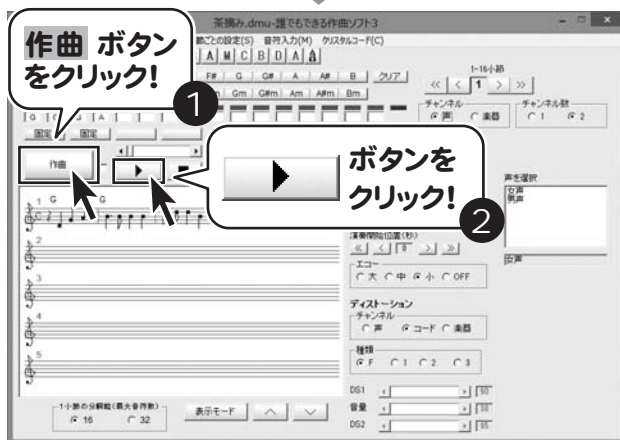 茶摘み.dmu-誰でもできる作曲ソフト3
節ごとの設定(S) 音符入力(M) クリスタルコード(C)
作曲 ボタン
をクリック!
1
A M C B D A
F# G G# A A# B クリア
Gm G#m Am A#m Bm
1-16小節
<< < 1 > >>
チャンネル
声 楽器
チャンネル数
1 2
G A
固定 固定
作曲
ボタンを
クリック!
2
声を選択
女声
男声
女声
1 G G
2
3
4
5
演奏開始位置(秒)
<< < 0 > >>
エコー
大 中 小 OFF
ディストーション
チャンネル
声 コード 楽器
種類
F 1 2 3
DS1
音量
DS2
1小節の分解能(最大音符数)
16 32
表示モード